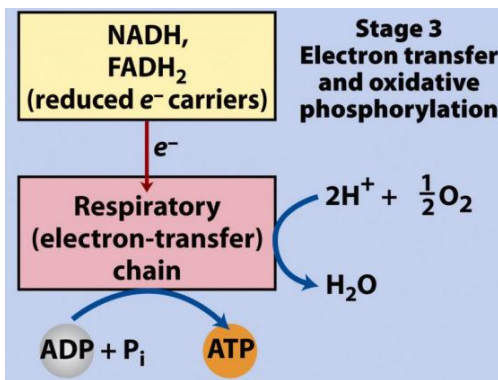 NADH,
FADH₂
(reduced e⁻ carriers)
Stage 3
Electron transfer
and oxidative
phosphorylation
e⁻
Respiratory
(electron-transfer)
chain
2H⁺ + ½O₂
H₂O
ADP + Pᵢ
ATP